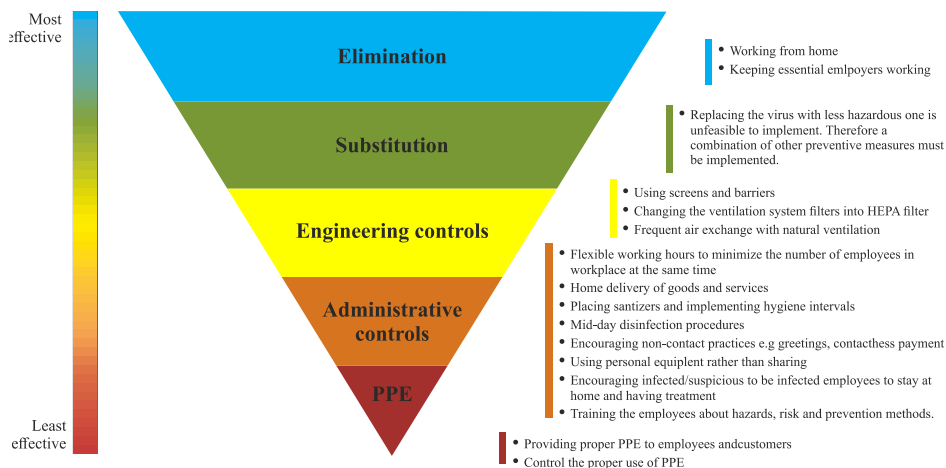 Most
effective
Elimination
• Working from home
• Keeping essential emlpoyers working
Substitution
• Replacing the virus with less hazardous one is
unfeasible to implement. Therefore a
combination of other preventive measures must
be implemented.
Engineering controls
• Using screens and barriers
• Changing the ventilation system filters into HEPA filter
• Frequent air exchange with natural ventilation
Administrative
controls
• Flexible working hours to minimize the number of employees in
workplace at the same time
• Home delivery of goods and services
• Placing santizers and implementing hygiene intervals
• Mid-day disinfection procedures
• Encouraging non-contact practices e.g greetings, contacthess payment
• Using personal equiplent rather than sharing
• Encouraging infected/suspicious to be infected employees to stay at
home and having treatment
• Training the employees about hazards, risk and prevention methods.
PPE
Least
effective
• Providing proper PPE to employees andcustomers
• Control the proper use of PPE